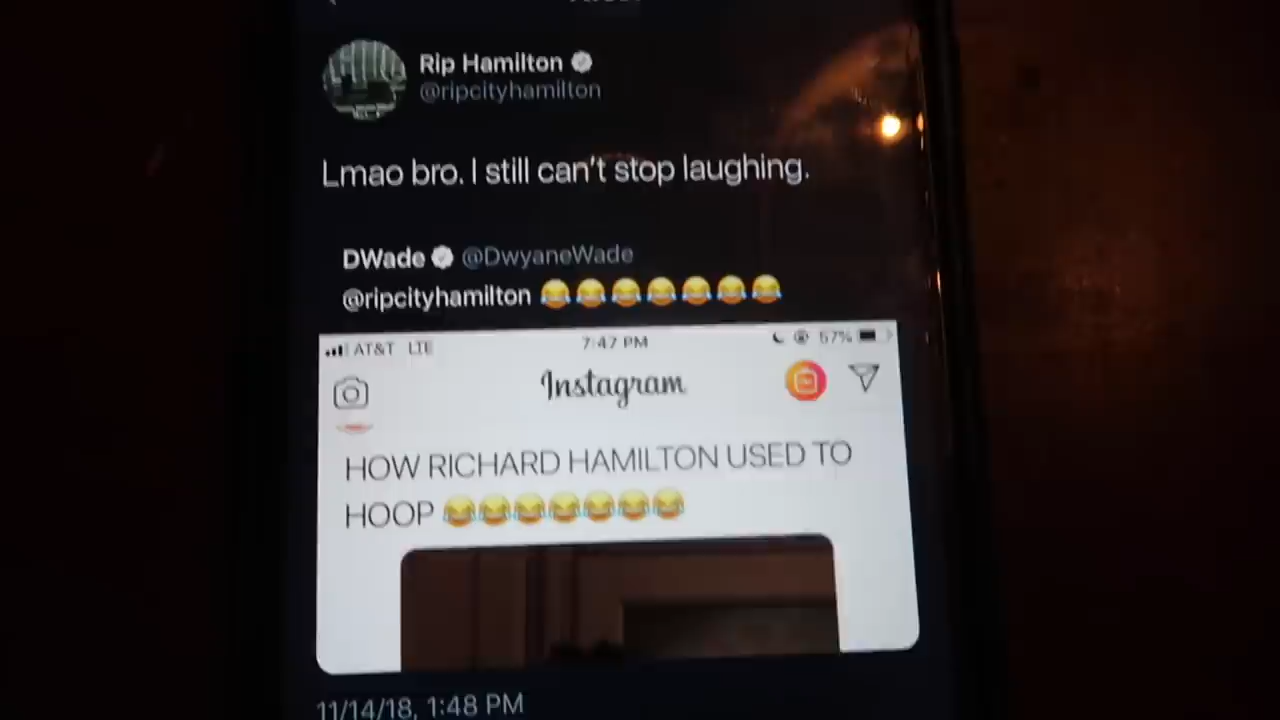 Rip Hamilton
@ripcityhamilton
Lmao bro. I still can't stop laughing.
DWade @DwyaneWade
@ripcityhamilton 😂😂😂😂😂😂😂
AT&T LTE 7:47 PM 57%
Instagram
HOW RICHARD HAMILTON USED TO
HOOP 😂😂😂😂😂😂😂
11/14/18, 1:48 PM